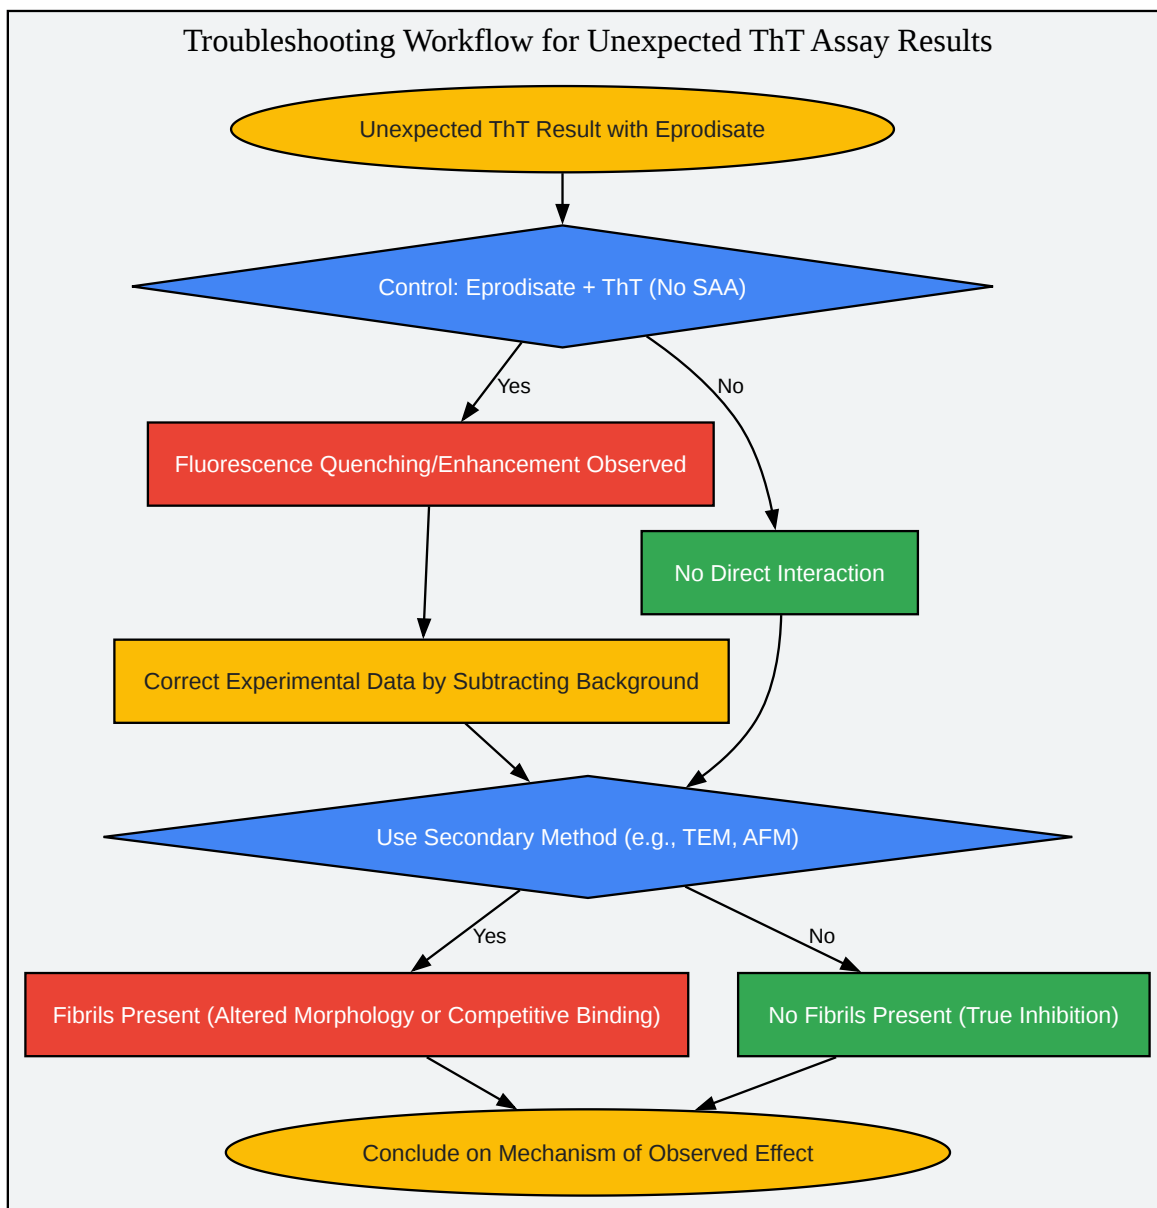 Troubleshooting Workflow for Unexpected ThT Assay Results
Unexpected ThT Result with Eprodisate
Control: Eprodisate + ThT (No SAA)
Yes
No
Fluorescence Quenching/Enhancement Observed
No Direct Interaction
Correct Experimental Data by Subtracting Background
Use Secondary Method (e.g., TEM, AFM)
Yes
No
Fibrils Present (Altered Morphology or Competitive Binding)
No Fibrils Present (True Inhibition)
Conclude on Mechanism of Observed Effect